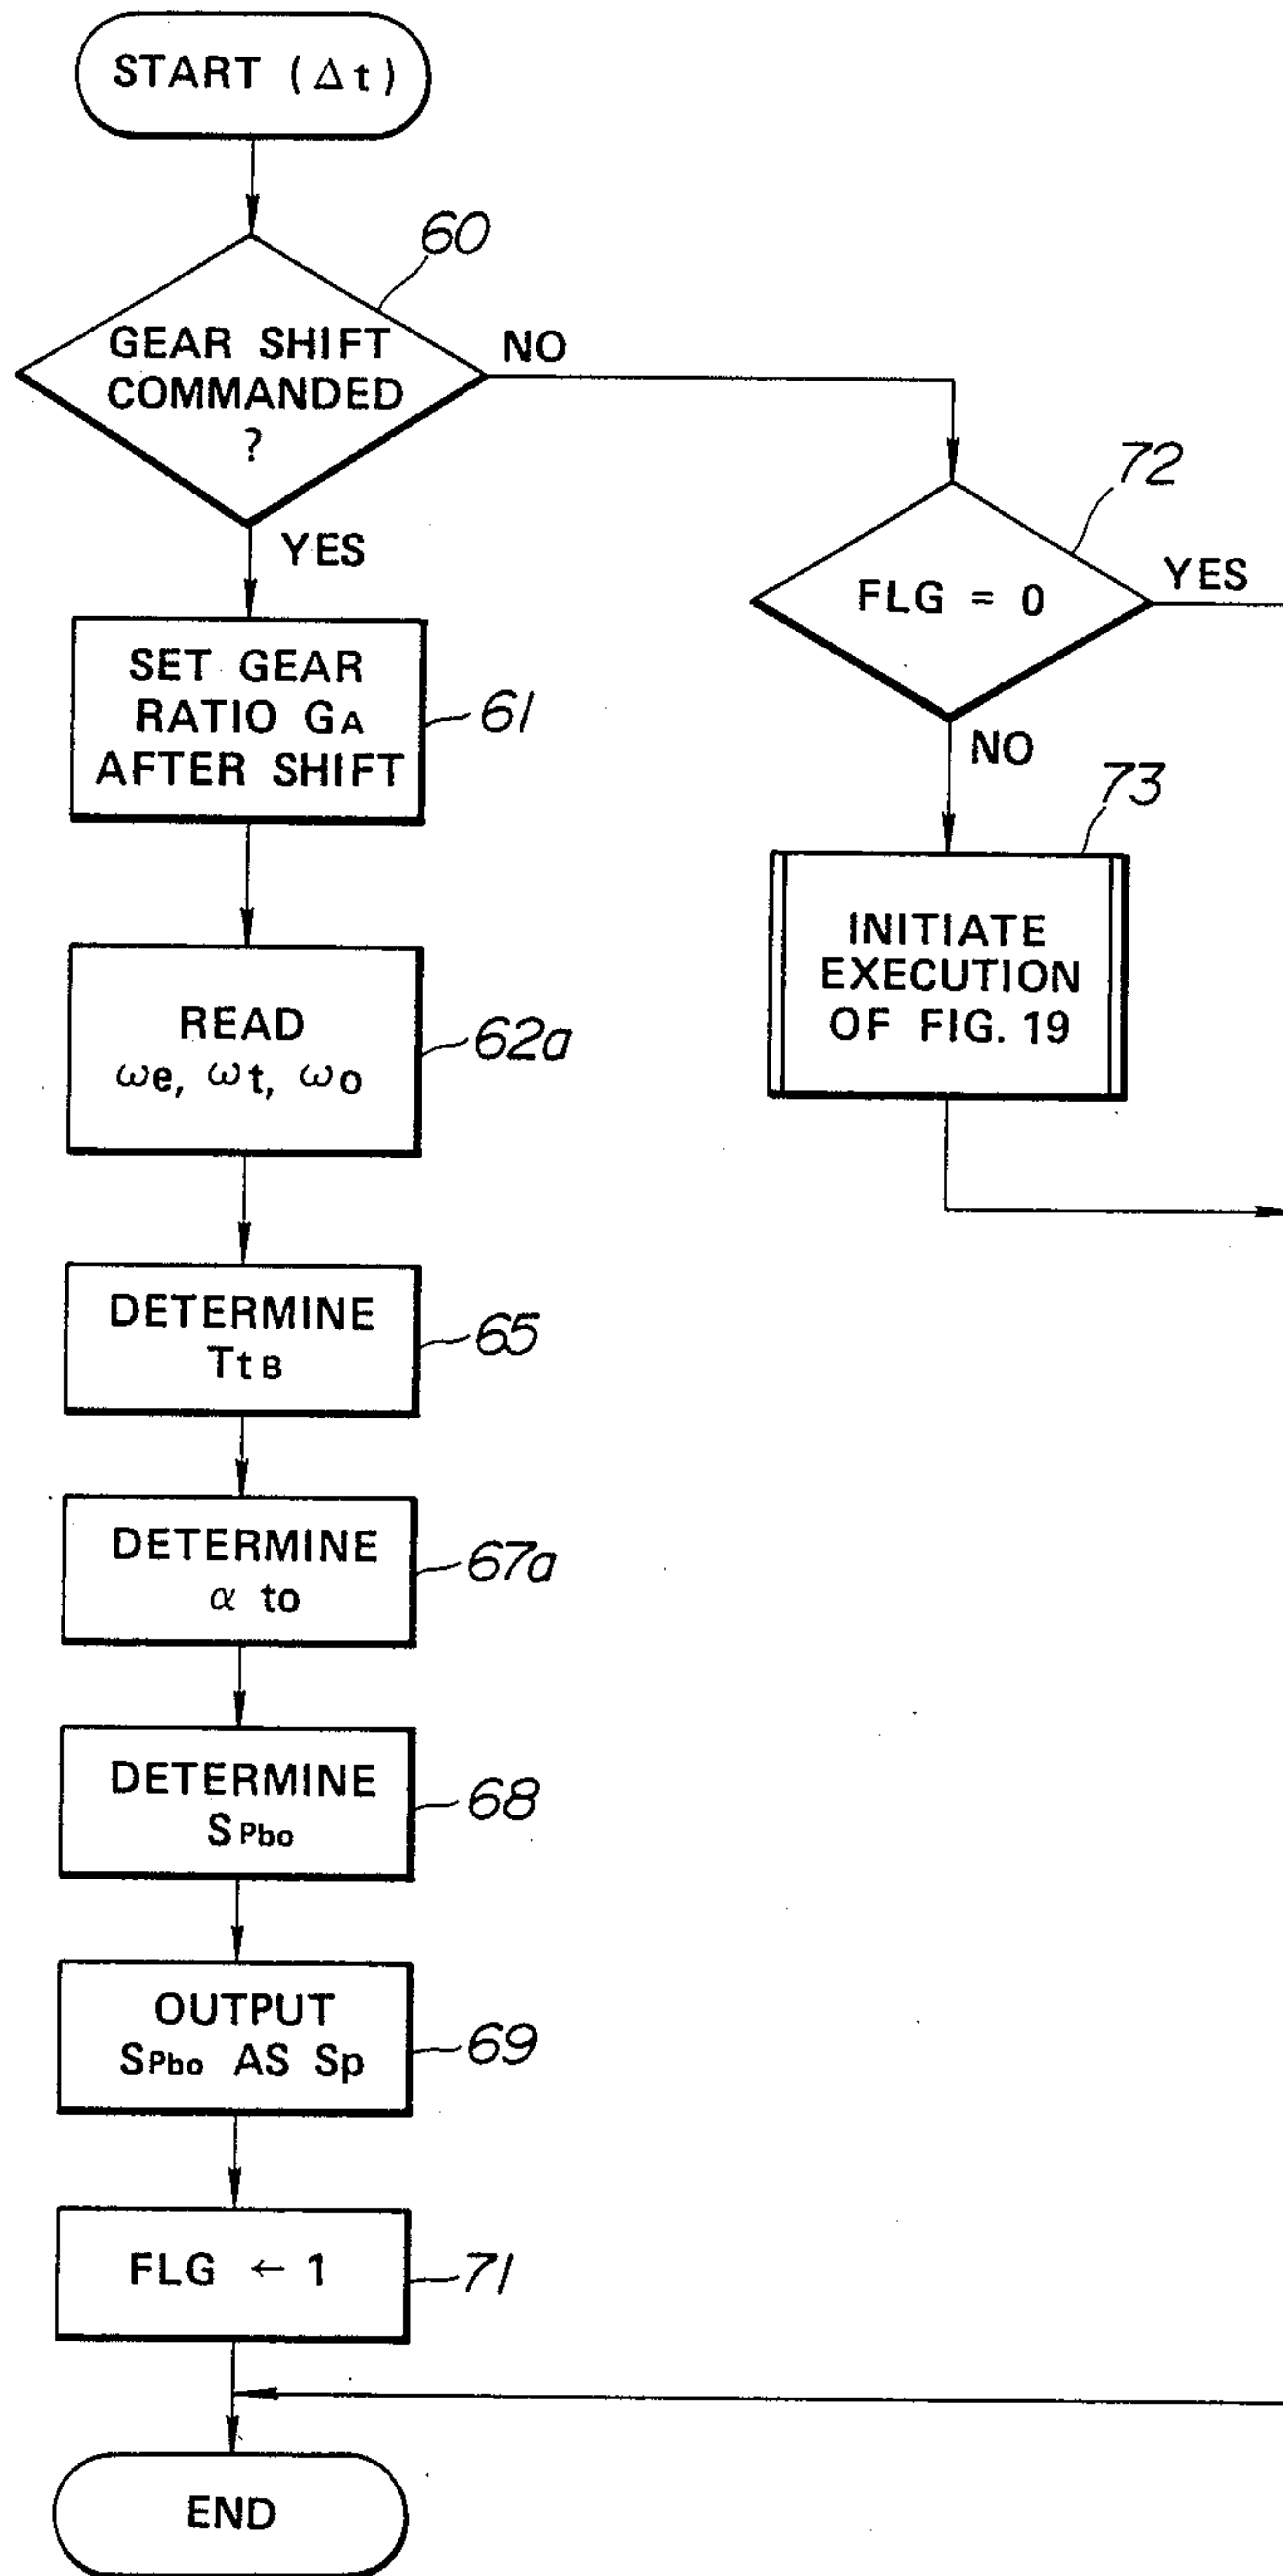 START (Δt)
60
GEAR SHIFT
COMMANDED
?
NO
YES
72
FLG = 0
YES
NO
SET GEAR
RATIO GA
AFTER SHIFT
61
73
INITIATE
EXECUTION
OF FIG. 19
READ
ωe, ωt, ωo
62a
DETERMINE
TtB
65
DETERMINE
α to
67a
DETERMINE
SPbo
68
OUTPUT
SPbo AS Sp
69
FLG ← 1
71
END